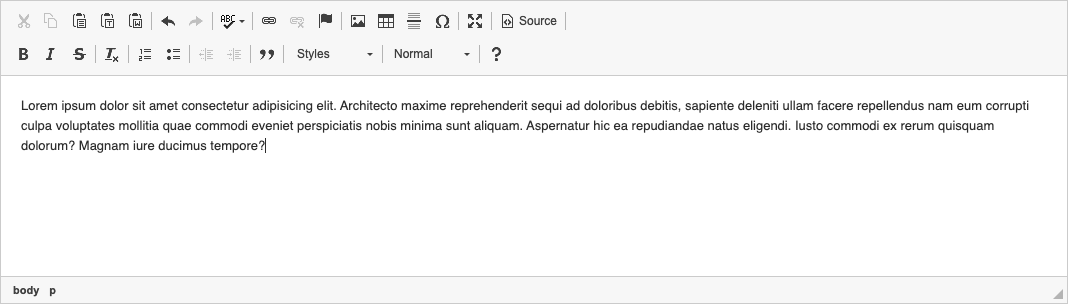 ABC
Source
B I S Tx
Styles Normal ?
Lorem ipsum dolor sit amet consectetur adipisicing elit. Architecto maxime reprehenderit sequi ad doloribus debitis, sapiente deleniti ullam facere repellendus nam eum corrupti
culpa voluptates mollitia quae commodi eveniet perspiciatis nobis minima sunt aliquam. Aspernatur hic ea repudiandae natus eligendi. Iusto commodi ex rerum quisquam
dolorum? Magnam iure ducimus tempore?
body p